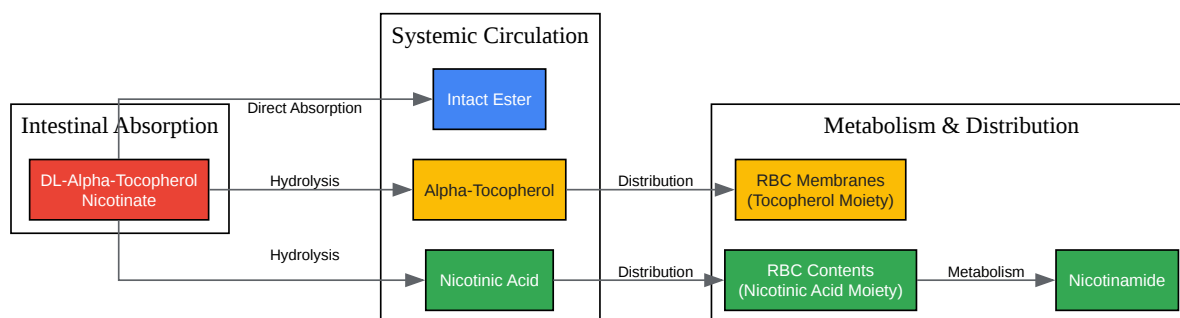 Systemic Circulation
Intact Ester
Direct Absorption
Intestinal Absorption
Metabolism & Distribution
DL-Alpha-Tocopherol
Nicotinate
Hydrolysis
Alpha-Tocopherol
Distribution
RBC Membranes
(Tocopherol Moiety)
Hydrolysis
Nicotinic Acid
Distribution
RBC Contents
(Nicotinic Acid Moiety)
Metabolism
Nicotinamide